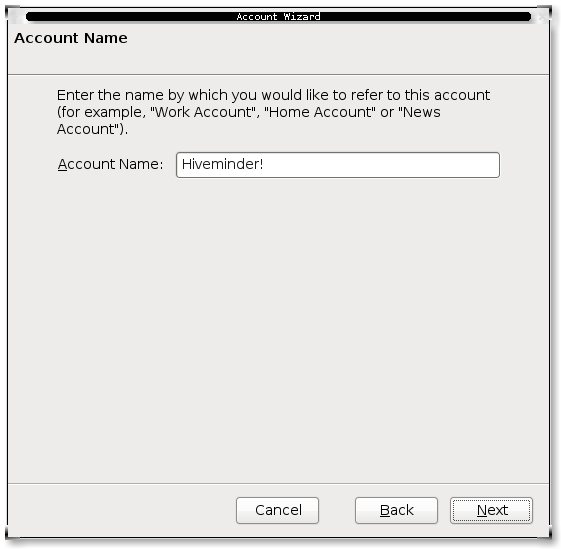 Account Wizard
Account Name
Enter the name by which you would like to refer to this account
(for example, "Work Account", "Home Account" or "News
Account").
Account Name: Hiveminder!
Cancel Back Next